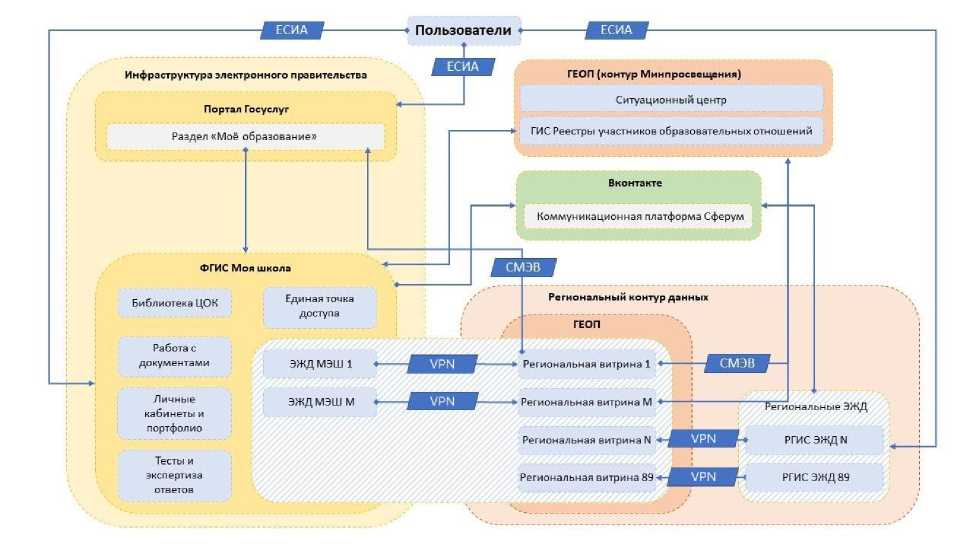 ЕСИА
Пользователи
ЕСИА
ЕСИА
Инфраструктура электронного правительства
Портал Госуслуг
Раздел «Моё образование»
ГЕОП (контур Минпросвещения)
Ситуационный центр
ГИС Реестры участников образовательных отношений
Вконтакте
Коммуникационная платформа Сферум
ФГИС Моя школа
Библиотека ЦОК
Единая точка
доступа
Работа с
документами
Личные
кабинеты и
портфолио
Тесты и
экспертиза
ответов
СМЭВ
Региональный контур данных
ГЕОП
ЭЖД МЭШ 1
VPN
Региональная витрина 1
СМЭВ
ЭЖД МЭШ М
VPN
Региональная витрина М
Региональные ЭЖД
Региональная витрина N
VPN
РГИС ЭЖД N
Региональная витрина 89
VPN
РГИС ЭЖД 89